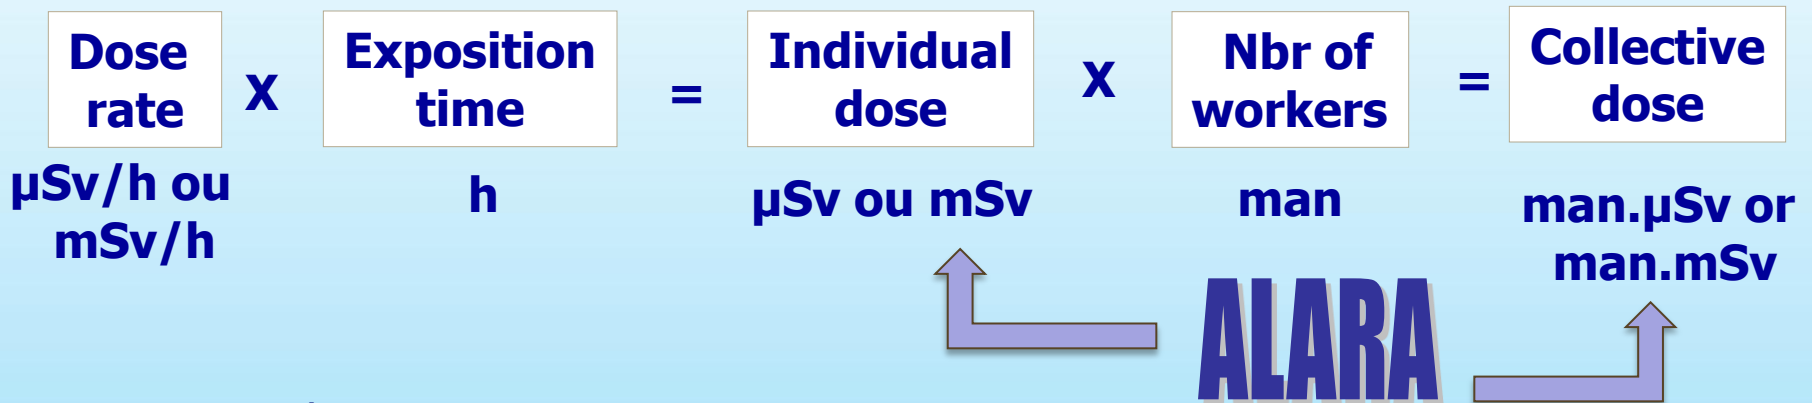 Dose
rate
X
Exposition
time
=
Individual
dose
X
Nbr of
workers
=
Collective
dose
µSv/h ou
mSv/h
h
µSv ou mSv
man
man.µSv or
man.mSv
ALARA